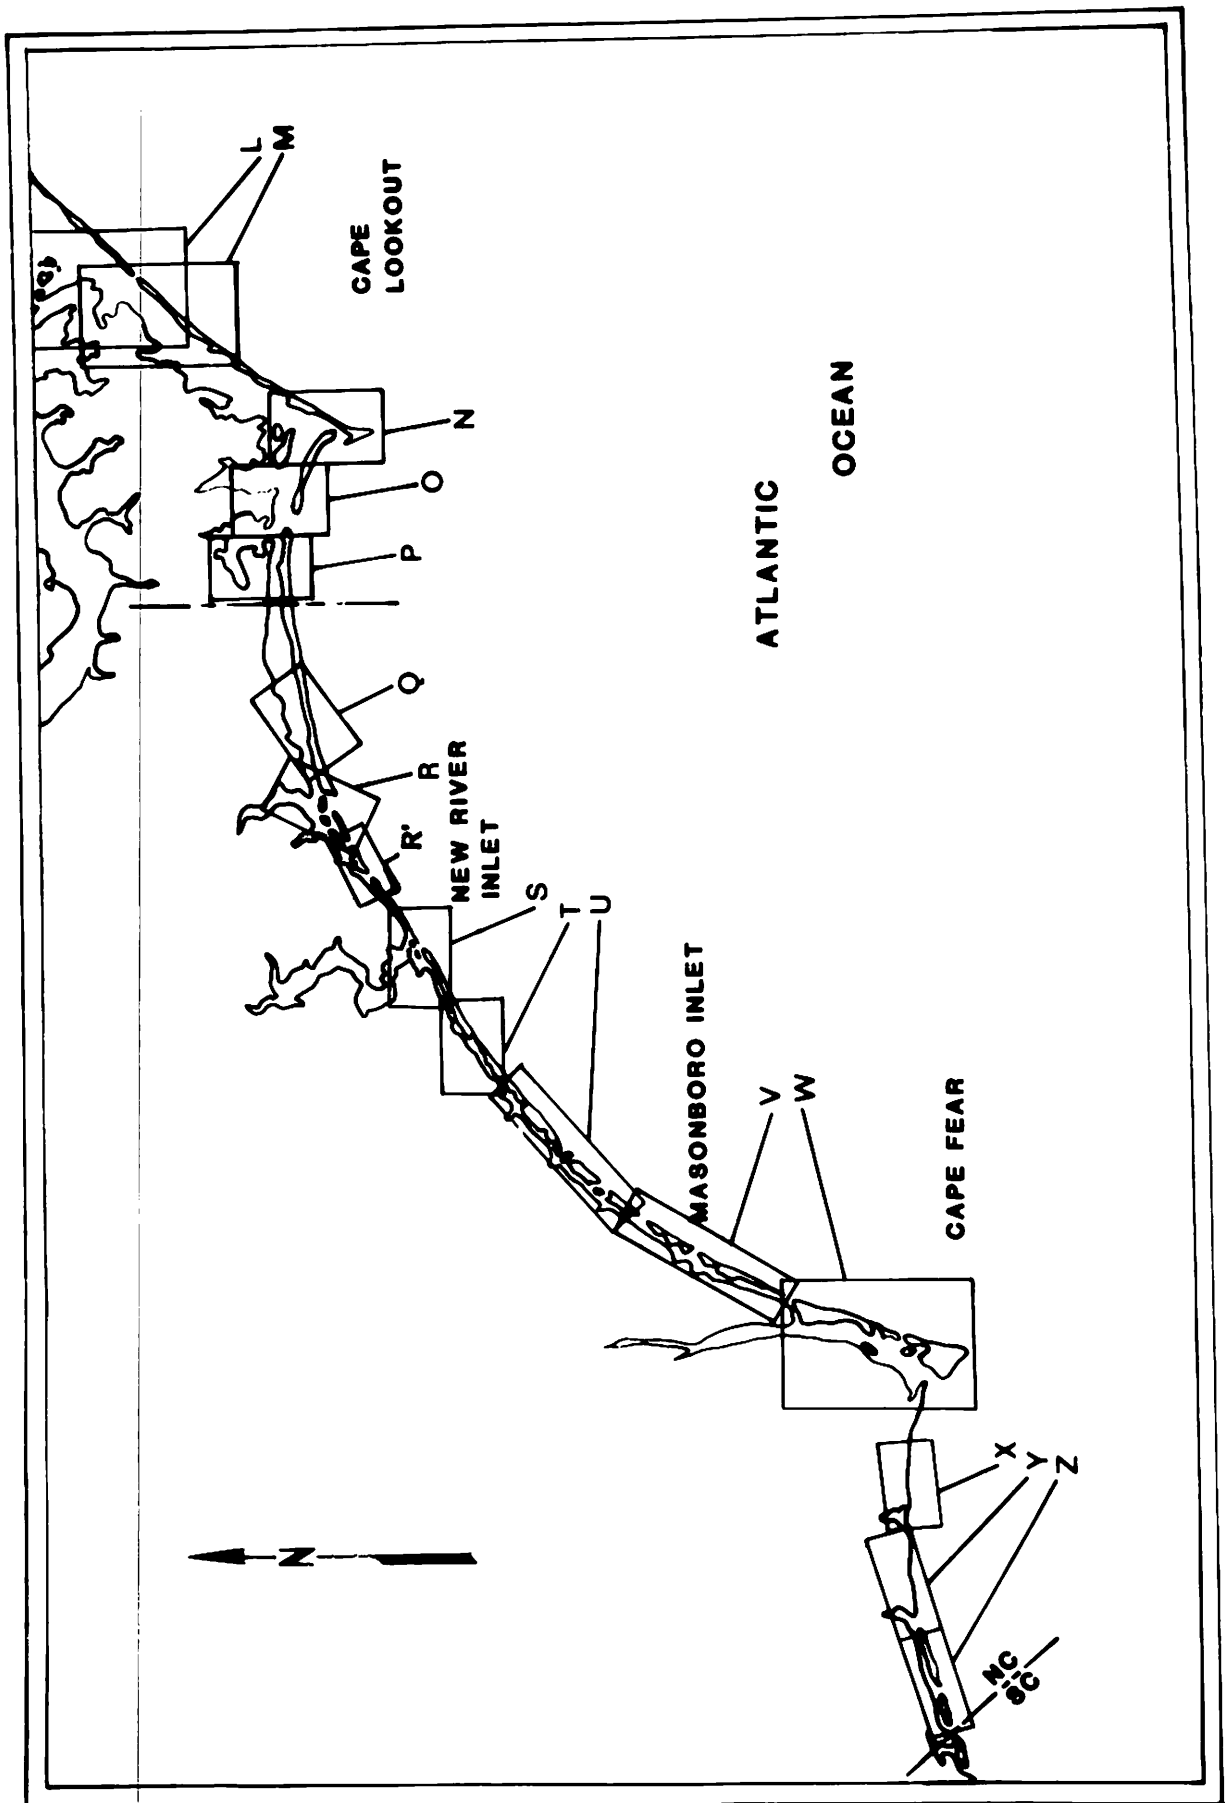 L
M
CAPE
LOOKOUT
N
O
P
Q
R
R'
NEW RIVER
INLET
S
T
U
MASONBORO INLET
V
W
CAPE FEAR
X
Y
Z
NC
SC
ATLANTIC
OCEAN
N